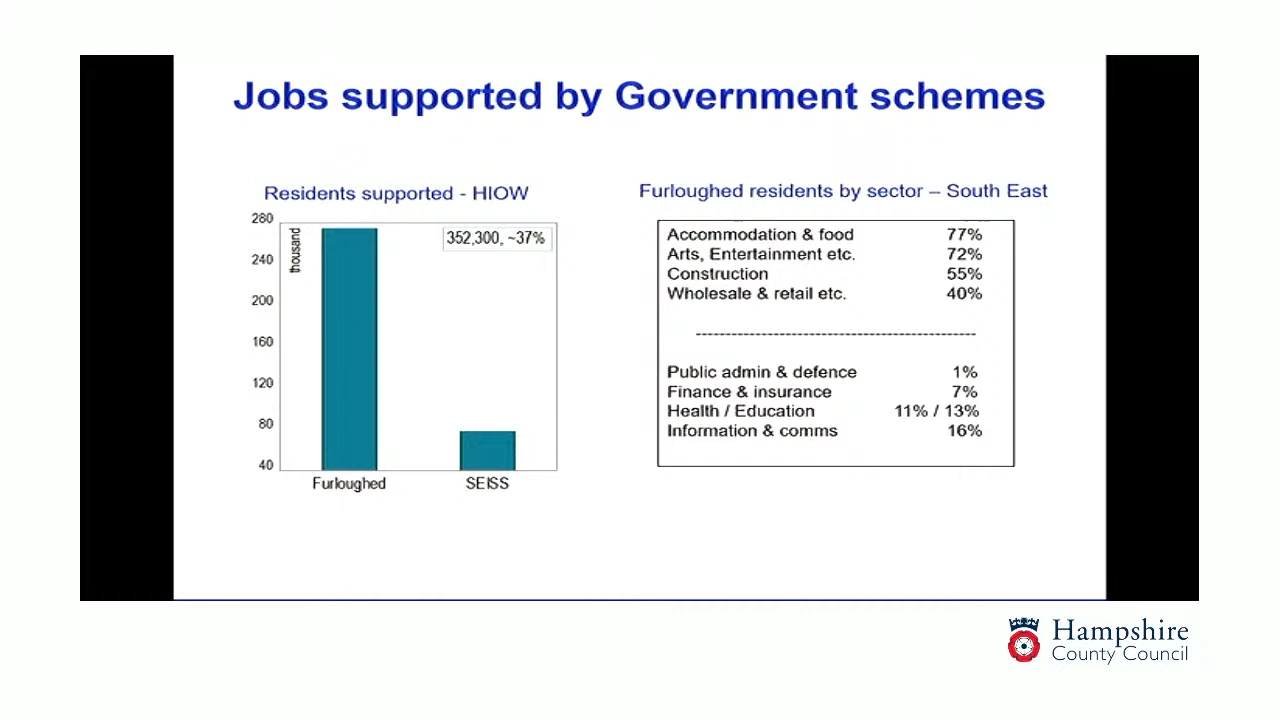 Jobs supported by Government schemes
Residents supported - HIOW
280
240
200
160
120
80
40
thousand
352,300, ~37%
Furloughed
SEISS
Furloughed residents by sector – South East
Accommodation & food 77%
Arts, Entertainment etc. 72%
Construction 55%
Wholesale & retail etc. 40%
-----------------------------------------------
Public admin & defence 1%
Finance & insurance 7%
Health / Education 11% / 13%
Information & comms 16%
Hampshire
County Council